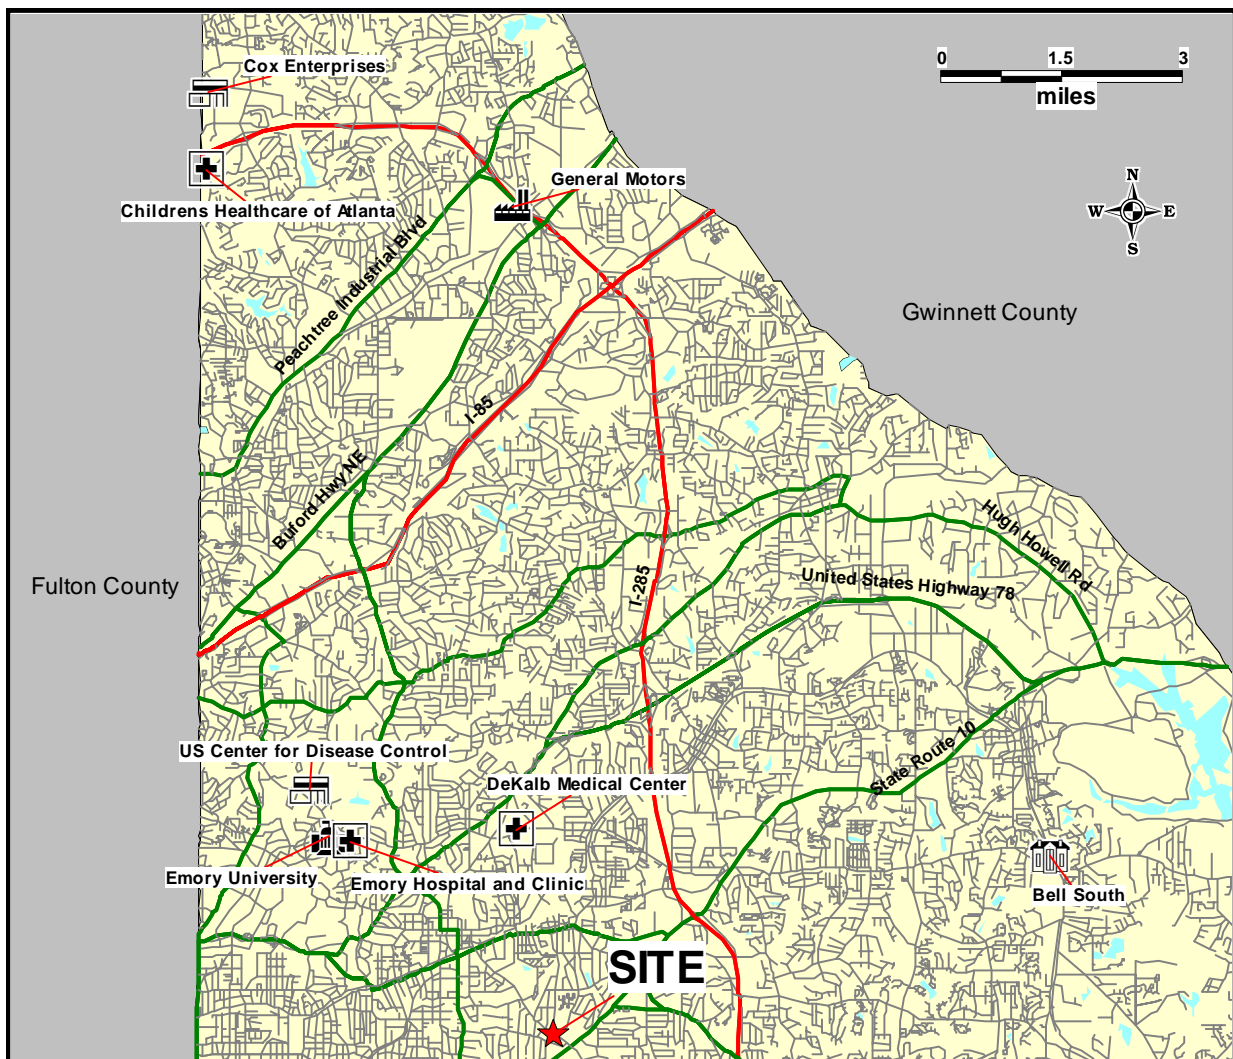 Cox Enterprises
0 1.5 3
miles
General Motors
N
W E
S
Childrens Healthcare of Atlanta
Peachtree Industrial Blvd
Gwinnett County
I-85
Buford Hwy NE
Hugh Howell Rd
Fulton County
I-285
United States Highway 78
US Center for Disease Control
State Route 10
DeKalb Medical Center
Emory University
Emory Hospital and Clinic
Bell South
SITE